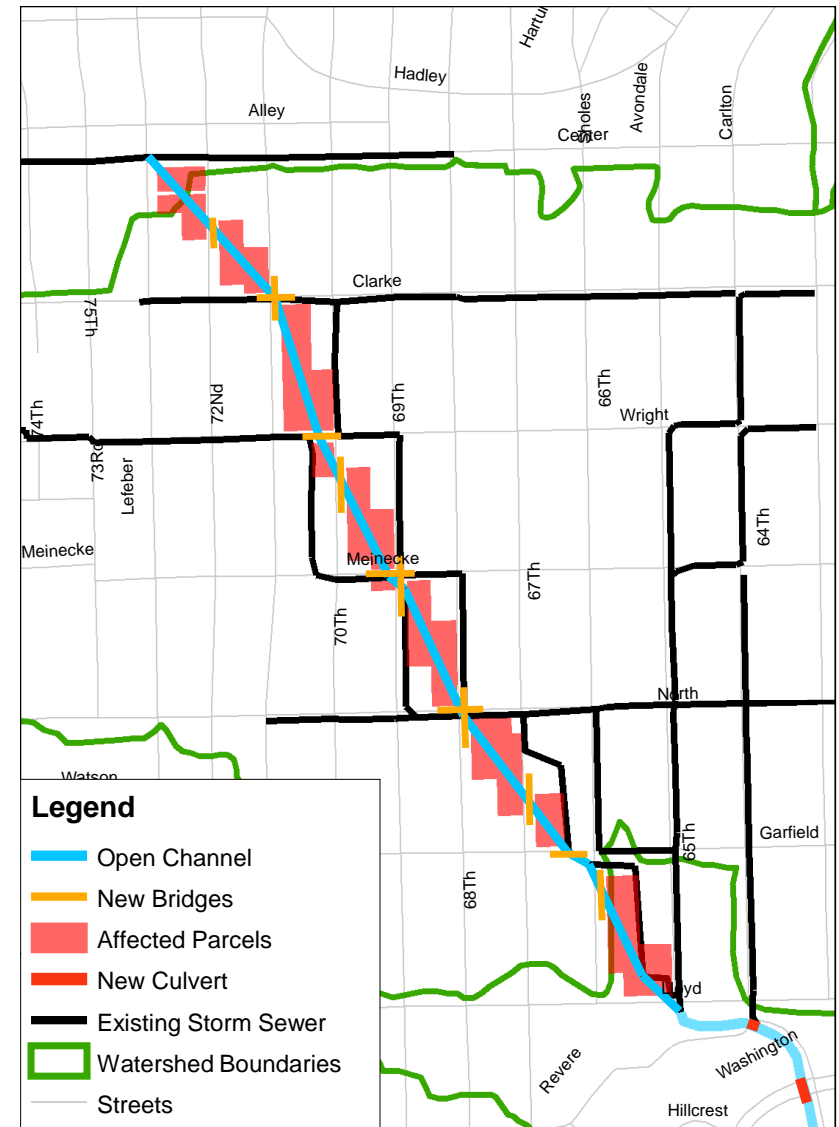 Hadley
Alley
Center
Sholes
Avondale
Carlton
Clarke
75Th
74Th
73Rd
72Nd
69Th
66Th
Wright
Lefeber
64Th
Meinecke
Meinecke
67Th
70Th
North
Watson
65Th
Garfield
68Th
Lloyd
Revere
Washington
Hillcrest
Legend
Open Channel
New Bridges
Affected Parcels
New Culvert
Existing Storm Sewer
Watershed Boundaries
Streets